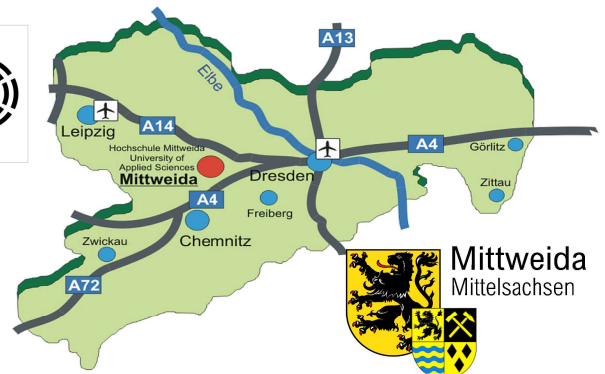 A13
Elbe
Leipzig
A14
Hochschule Mittweida
University of
Applied Sciences
Mittweida
A4
Görlitz
Dresden
Zittau
A4
Freiberg
Chemnitz
Zwickau
A72
Mittweida
Mittelsachsen